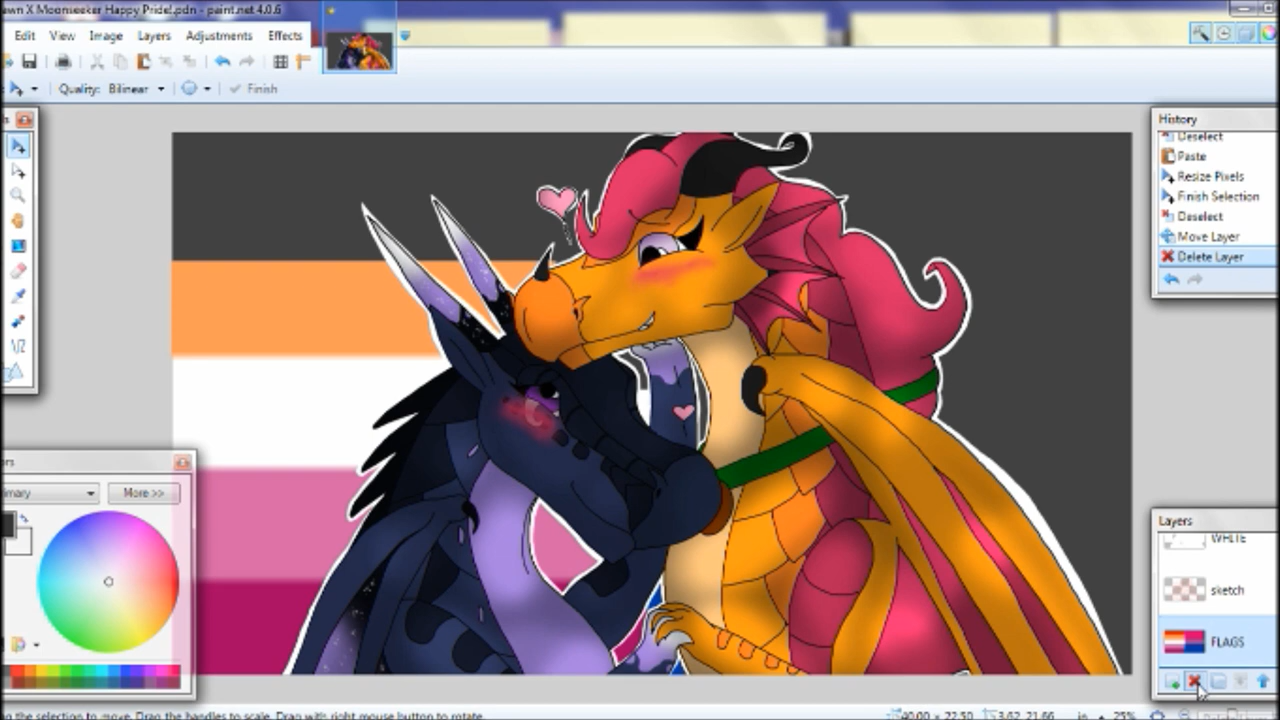 awn X Moonseeker Happy Pride!.pdn - paint.net 4.0.6
Edit View Image Layers Adjustments Effects
Quality: Bilinear Finish
History
Deselect
Paste
Resize Pixels
Finish Selection
Deselect
Move Layer
Delete Layer
More >>
Layers
WHITE
sketch
FLAGS
ng the selection to move. Drag the handles to scale. Drag with right mouse button to rotate.
40.00 × 22.50 3.62, 21.66 in 25%